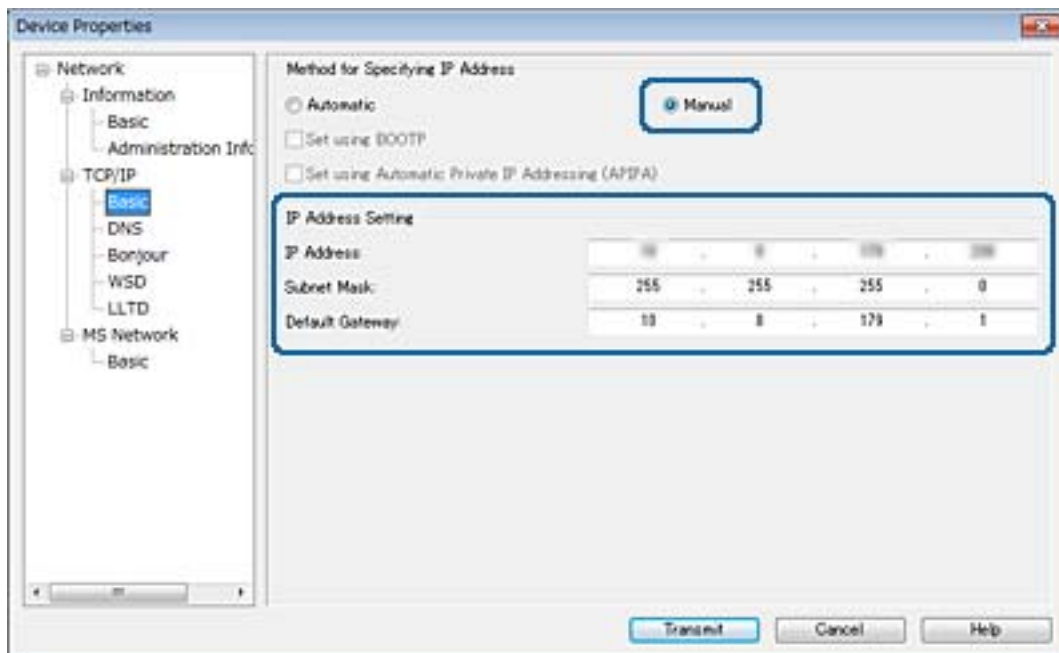 Device Properties
Network
Information
Basic
Administration Infc
TCP/IP
Basic
DNS
Bonjour
WSD
LLTD
MS Network
Basic
Method for Specifying IP Address
Automatic
Manual
Set using BOOTP
Set using Automatic Private IP Addressing (APIPA)
IP Address Setting
IP Address
Subnet Mask: 255 . 255 . 255 . 0
Default Gateway: 10 . 8 . 179 . 1
Transmit
Cancel
Help